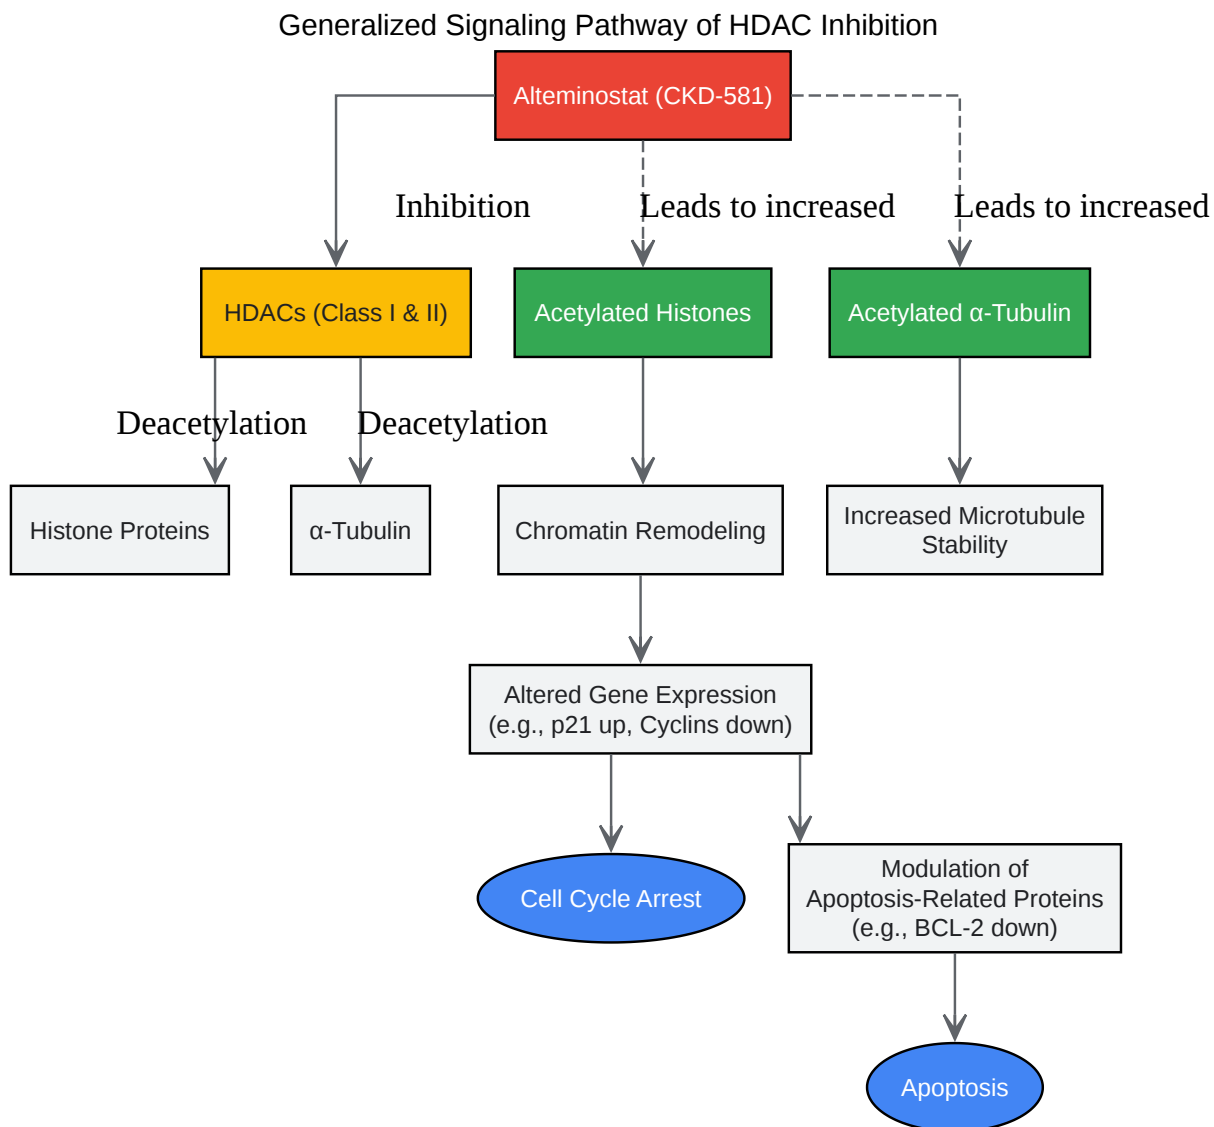 Generalized Signaling Pathway of HDAC Inhibition
Alteminostat (CKD-581)
Inhibition
Leads to increased
Leads to increased
HDACs (Class I & II)
Acetylated Histones
Acetylated α-Tubulin
Deacetylation
Deacetylation
Histone Proteins
α-Tubulin
Chromatin Remodeling
Increased Microtubule
Stability
Altered Gene Expression
(e.g., p21 up, Cyclins down)
Cell Cycle Arrest
Modulation of
Apoptosis-Related Proteins
(e.g., BCL-2 down)
Apoptosis